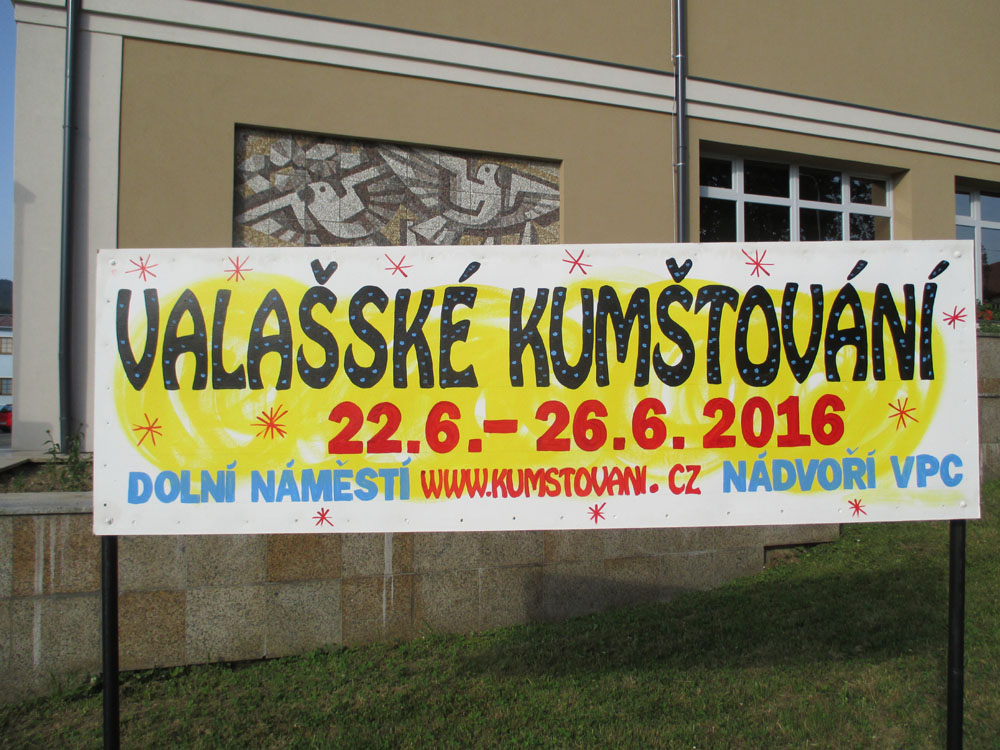 VALAŠSKÉ KUMŠTOVÁNÍ
22.6.– 26.6. 2016
DOLNÍ NÁMĚSTÍ WWW.KUMSTOVANI.CZ NÁDVOŘÍ VPC